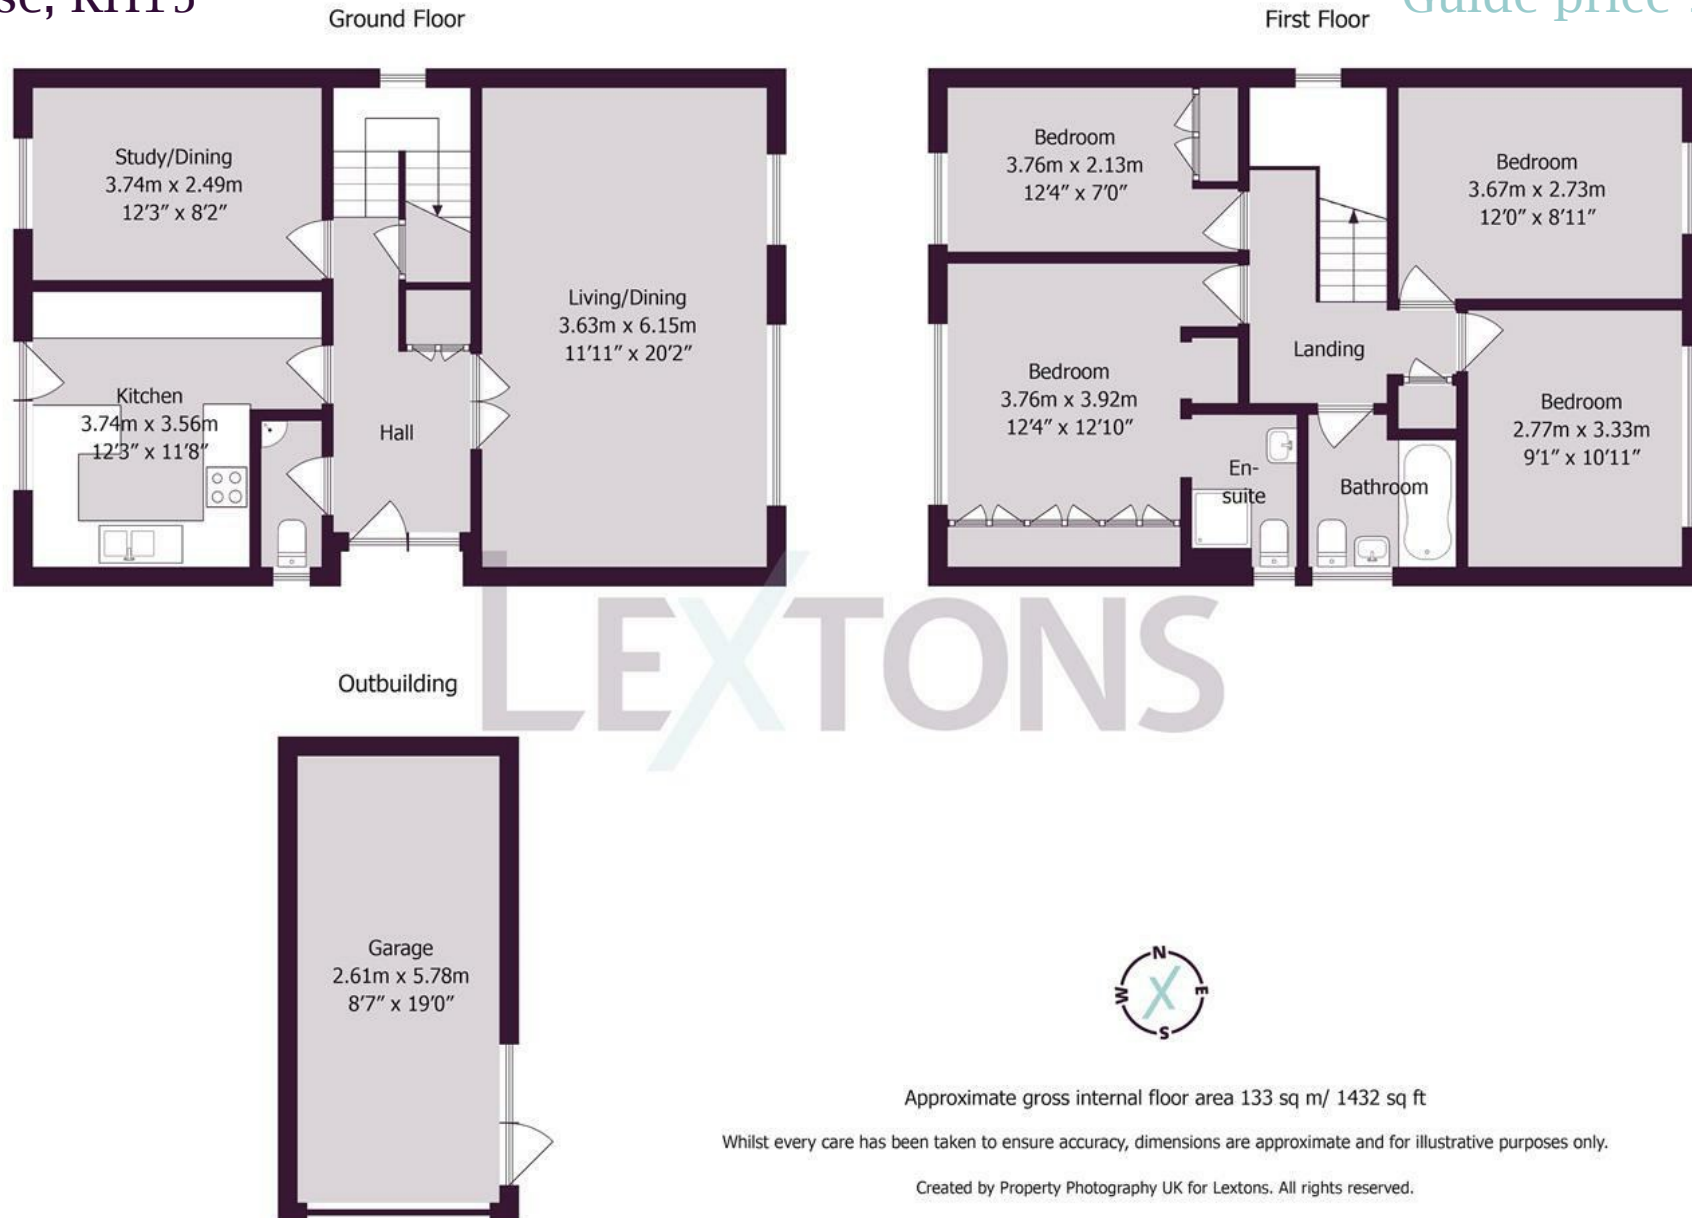 Ground Floor
First Floor
Study/Dining
3.74m x 2.49m
12'3" x 8'2"
Kitchen
3.74m x 3.56m
12'3" x 11'8"
Hall
Living/Dining
3.63m x 6.15m
11'11" x 20'2"
Bedroom
3.76m x 2.13m
12'4" x 7'0"
Bedroom
3.67m x 2.73m
12'0" x 8'11"
Bedroom
3.76m x 3.92m
12'4" x 12'10"
Landing
Bedroom
2.77m x 3.33m
9'1" x 10'11"
En-
suite
Bathroom
LEXTONS
Outbuilding
Garage
2.61m x 5.78m
8'7" x 19'0"
N
W X E
S
Approximate gross internal floor area 133 sq m/ 1432 sq ft
Whilst every care has been taken to ensure accuracy, dimensions are approximate and for illustrative purposes only.
Created by Property Photography UK for Lextons. All rights reserved.